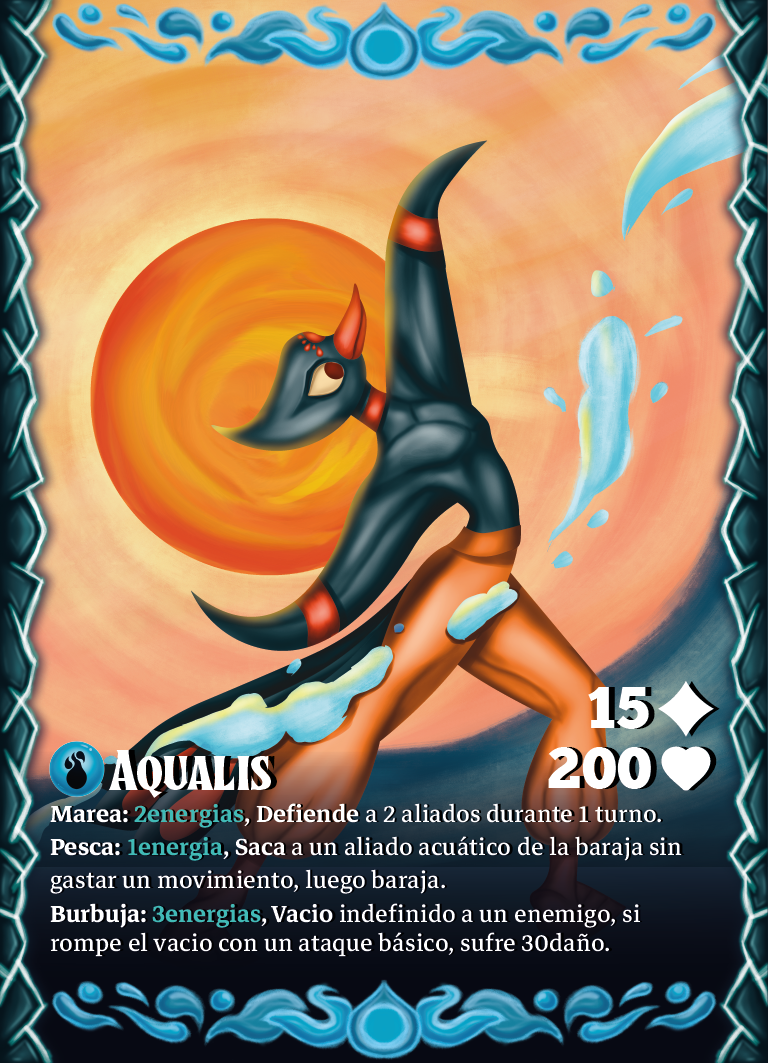 15
200
AQUALIS
Marea: 2energias, Defiende a 2 aliados durante 1 turno.
Pesca: 1energia, Saca a un aliado acuático de la baraja sin
gastar un movimiento, luego baraja.
Burbuja: 3energias, Vacio indefinido a un enemigo, si
rompe el vacio con un ataque básico, sufre 30daño.